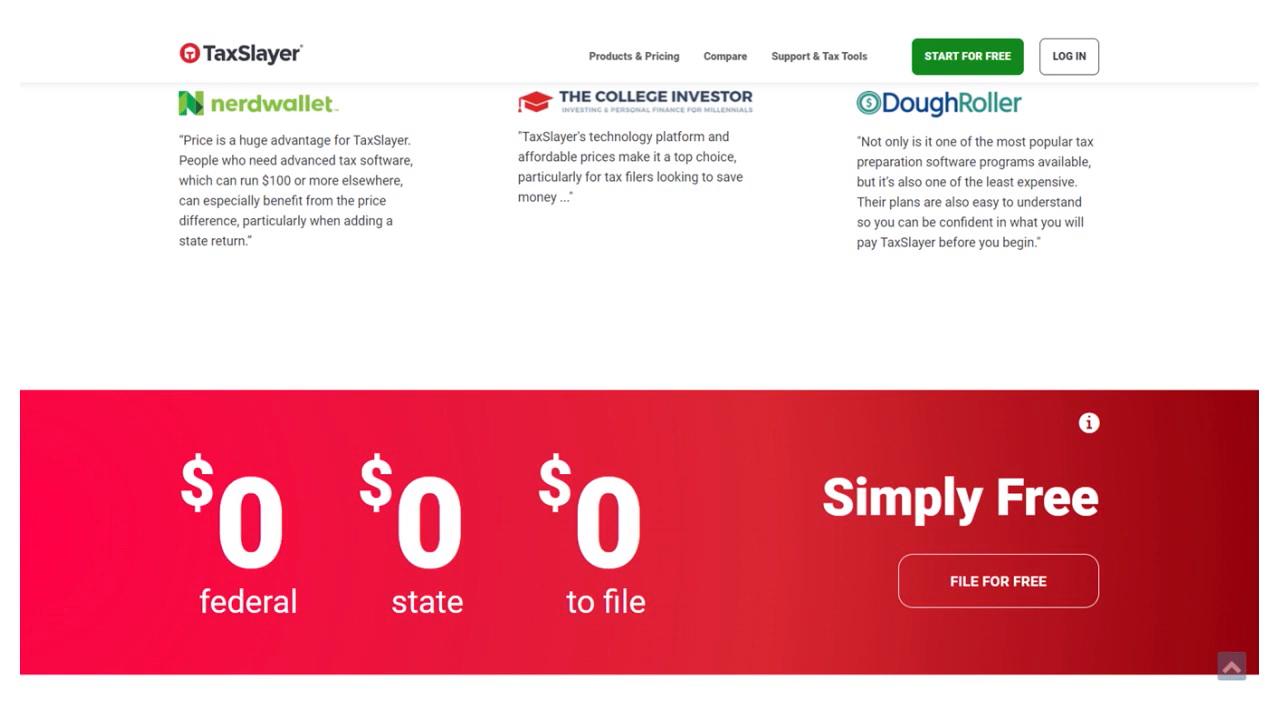 TaxSlayer
Products & Pricing
Compare
Support & Tax Tools
START FOR FREE
LOG IN
nerdwallet
"Price is a huge advantage for TaxSlayer.
People who need advanced tax software,
which can run $100 or more elsewhere,
can especially benefit from the price
difference, particularly when adding a
state return."
THE COLLEGE INVESTOR
INVESTING & PERSONAL FINANCE FOR MILLENNIALS
"TaxSlayer's technology platform and
affordable prices make it a top choice,
particularly for tax filers looking to save
money ..."
DoughRoller
"Not only is it one of the most popular tax
preparation software programs available,
but it's also one of the least expensive.
Their plans are also easy to understand
so you can be confident in what you will
pay TaxSlayer before you begin."
$0
federal
$0
state
$0
to file
Simply Free
FILE FOR FREE